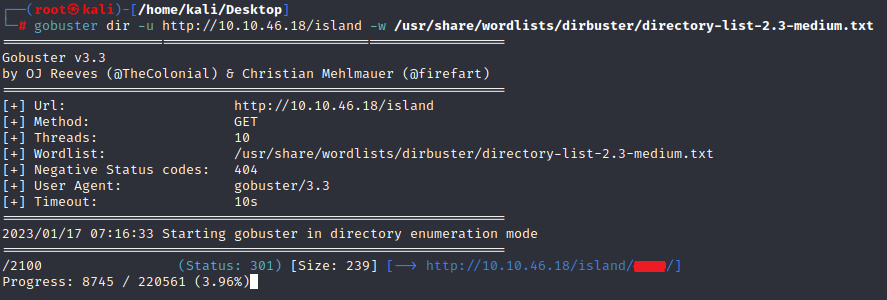 ┌──(root㉿kali)-[/home/kali/Desktop]
└─# gobuster dir -u http://10.10.46.18/island -w /usr/share/wordlists/dirbuster/directory-list-2.3-medium.txt
===============================================================
Gobuster v3.3
by OJ Reeves (@TheColonial) & Christian Mehlmauer (@firefart)
===============================================================
[+] Url: http://10.10.46.18/island
[+] Method: GET
[+] Threads: 10
[+] Wordlist: /usr/share/wordlists/dirbuster/directory-list-2.3-medium.txt
[+] Negative Status codes: 404
[+] User Agent: gobuster/3.3
[+] Timeout: 10s
===============================================================
2023/01/17 07:16:33 Starting gobuster in directory enumeration mode
===============================================================
/2100 (Status: 301) [Size: 239] [--> http://10.10.46.18/island/ /]
Progress: 8745 / 220561 (3.96%)